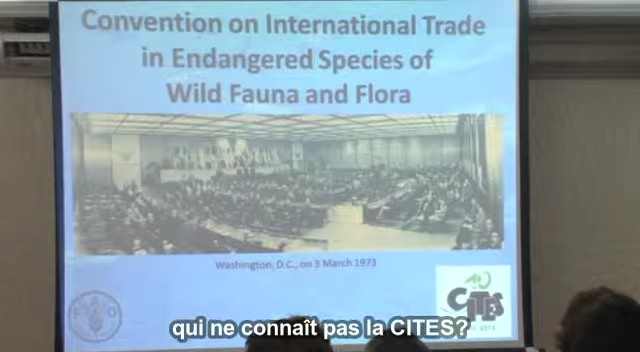 Convention on International Trade
in Endangered Species of
Wild Fauna and Flora
Washington, D.C., on 3 March 1973
40
CITES
qui ne connaît pas la CITES?